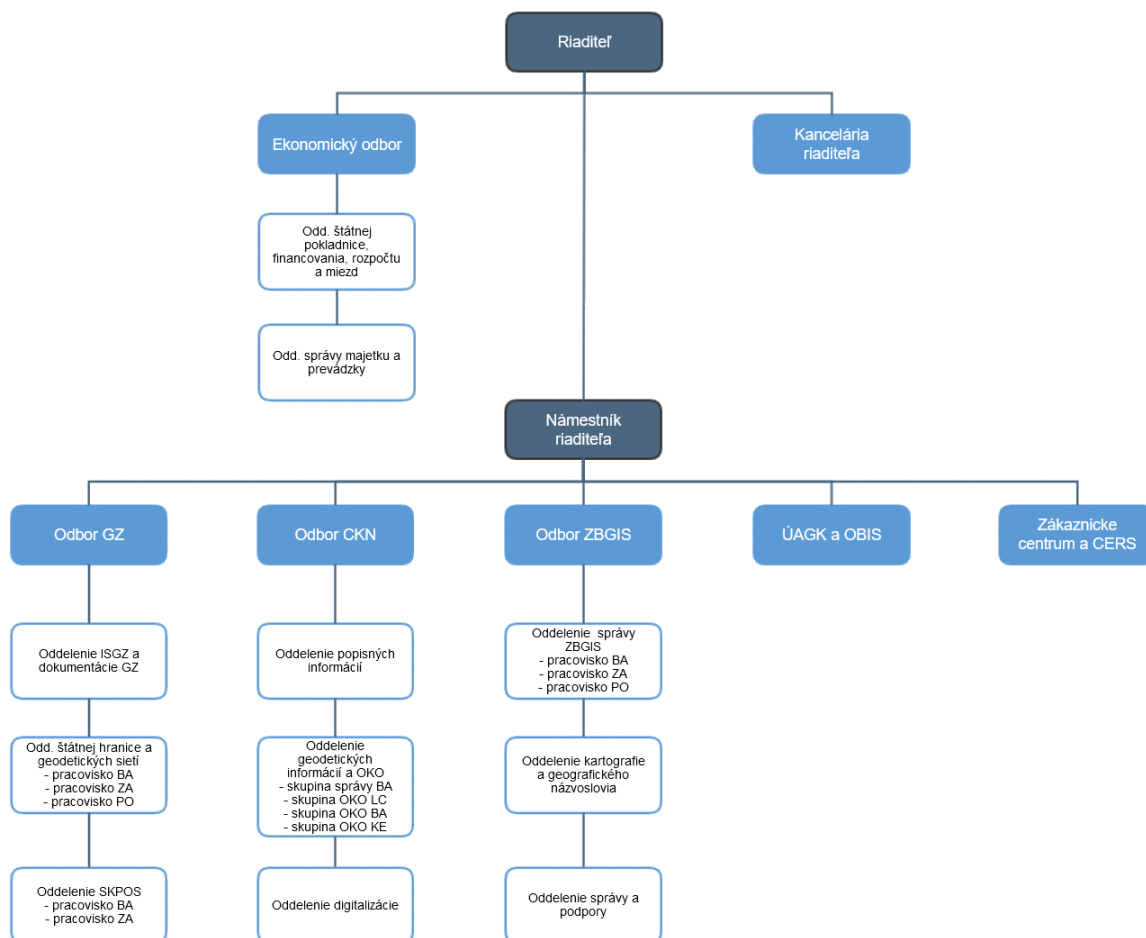 Riaditeľ
Ekonomický odbor
Kancelária
riaditeľa
Odd. štátnej
pokladnice,
financovania, rozpočtu
a miezd
Odd. správy majetku a
prevádzky
Námestník
riaditeľa
Odbor GZ
Odbor CKN
Odbor ZBGIS
ÚAGK a OBIS
Zákaznicke
centrum a CERS
Oddelenie ISGZ a
dokumentácie GZ
Oddelenie popisných
informácií
Oddelenie správy
ZBGIS
- pracovisko BA
- pracovisko ZA
- pracovisko PO
Odd. štátnej hranice a
geodetických sietí
- pracovisko BA
- pracovisko ZA
- pracovisko PO
Oddelenie
geodetických
informácií a OKO
- skupina správy BA
- skupina OKO LC
- skupina OKO BA
- skupina OKO KE
Oddelenie kartografie
a geografického
názvoslovia
Oddelenie SKPOS
- pracovisko BA
- pracovisko ZA
Oddelenie digitalizácie
Oddelenie správy a
podpory